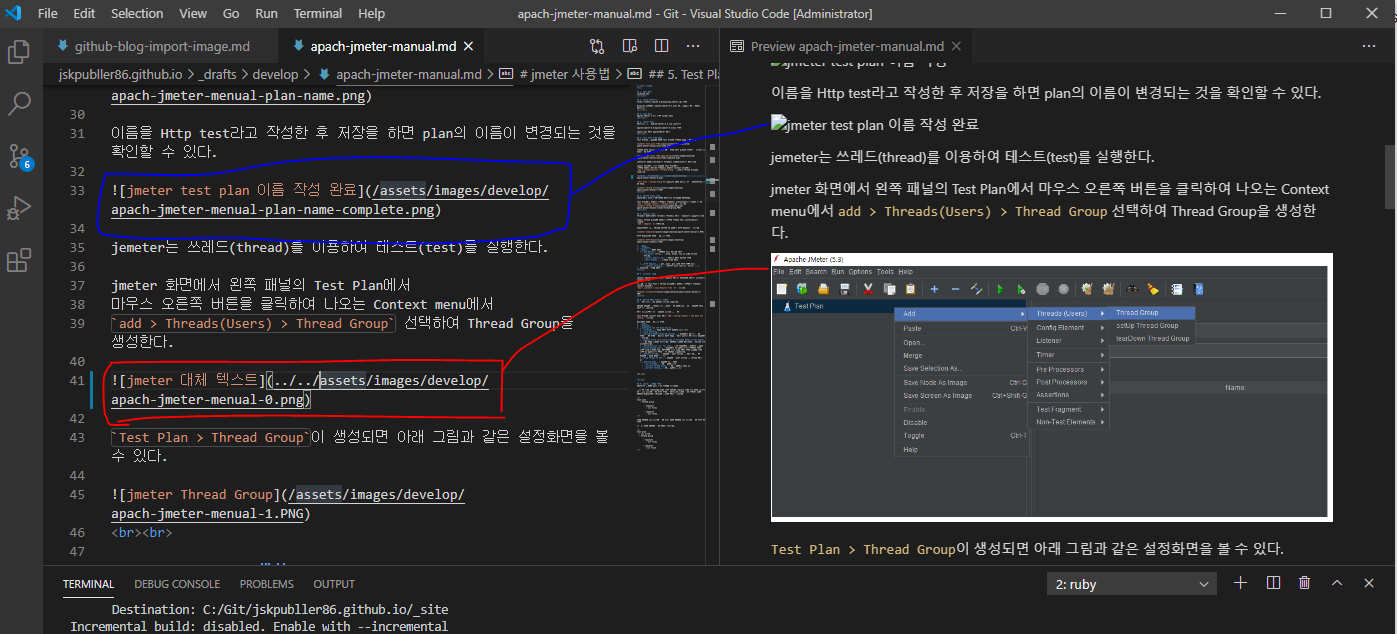 File Edit Selection View Go Run Terminal Help
apach-jmeter-manual.md - Git - Visual Studio Code [Administrator]
github-blog-import-image.md
apach-jmeter-manual.md
jskpubller86.github.io > _drafts > develop > apach-jmeter-manual.md > # jmeter 사용법 > ## 5. Test Pla
apach-jmeter-menual-plan-name.png)
30
31 이름을 Http test라고 작성한 후 저장을 하면 plan의 이름이 변경되는 것을
확인할 수 있다.
32
33 ![jmeter test plan 이름 작성 완료](/assets/images/develop/
apach-jmeter-menual-plan-name-complete.png)
34
35 jemeter는 쓰레드(thread)를 이용하여 테스트(test)를 실행한다.
36
37 jmeter 화면에서 왼쪽 패널의 Test Plan에서
38 마우스 오른쪽 버튼을 클릭하여 나오는 Context menu에서
39 `add > Threads(Users) > Thread Group` 선택하여 Thread Group을
생성한다.
40
41 ![jmeter 대체 텍스트](../../assets/images/develop/
apach-jmeter-menual-0.png)
42
43 `Test Plan > Thread Group`이 생성되면 아래 그림과 같은 설정화면을 볼
수 있다.
44
45 ![jmeter Thread Group](/assets/images/develop/
apach-jmeter-menual-1.PNG)
46 <br><br>
47
Preview apach-jmeter-manual.md
이름을 Http test라고 작성한 후 저장을 하면 plan의 이름이 변경되는 것을 확인할 수 있다.
jmeter test plan 이름 작성 완료
jemeter는 쓰레드(thread)를 이용하여 테스트(test)를 실행한다.
jmeter 화면에서 왼쪽 패널의 Test Plan에서 마우스 오른쪽 버튼을 클릭하여 나오는 Context
menu에서 add > Threads(Users) > Thread Group 선택하여 Thread Group을 생성한
다.
Apache JMeter (5.3)
File Edit Search Run Options Tools Help
Test Plan
Add
Paste Ctrl-V
Open...
Merge
Save Selection As...
Save Node As Image Ctrl-G
Save Screen As Image Ctrl+Shift-G
Enable
Disable
Toggle Ctrl-T
Help
Threads (Users)
Config Element
Listener
Timer
Pre Processors
Post Processors
Assertions
Test Fragment
Non-Test Elements
Thread Group
setUp Thread Group
tearDown Thread Group
Name:
Test Plan > Thread Group이 생성되면 아래 그림과 같은 설정화면을 볼 수 있다.
6
TERMINAL DEBUG CONSOLE PROBLEMS OUTPUT
2: ruby
Destination: C:/Git/jskpubller86.github.io/_site
Incremental build: disabled. Enable with --incremental